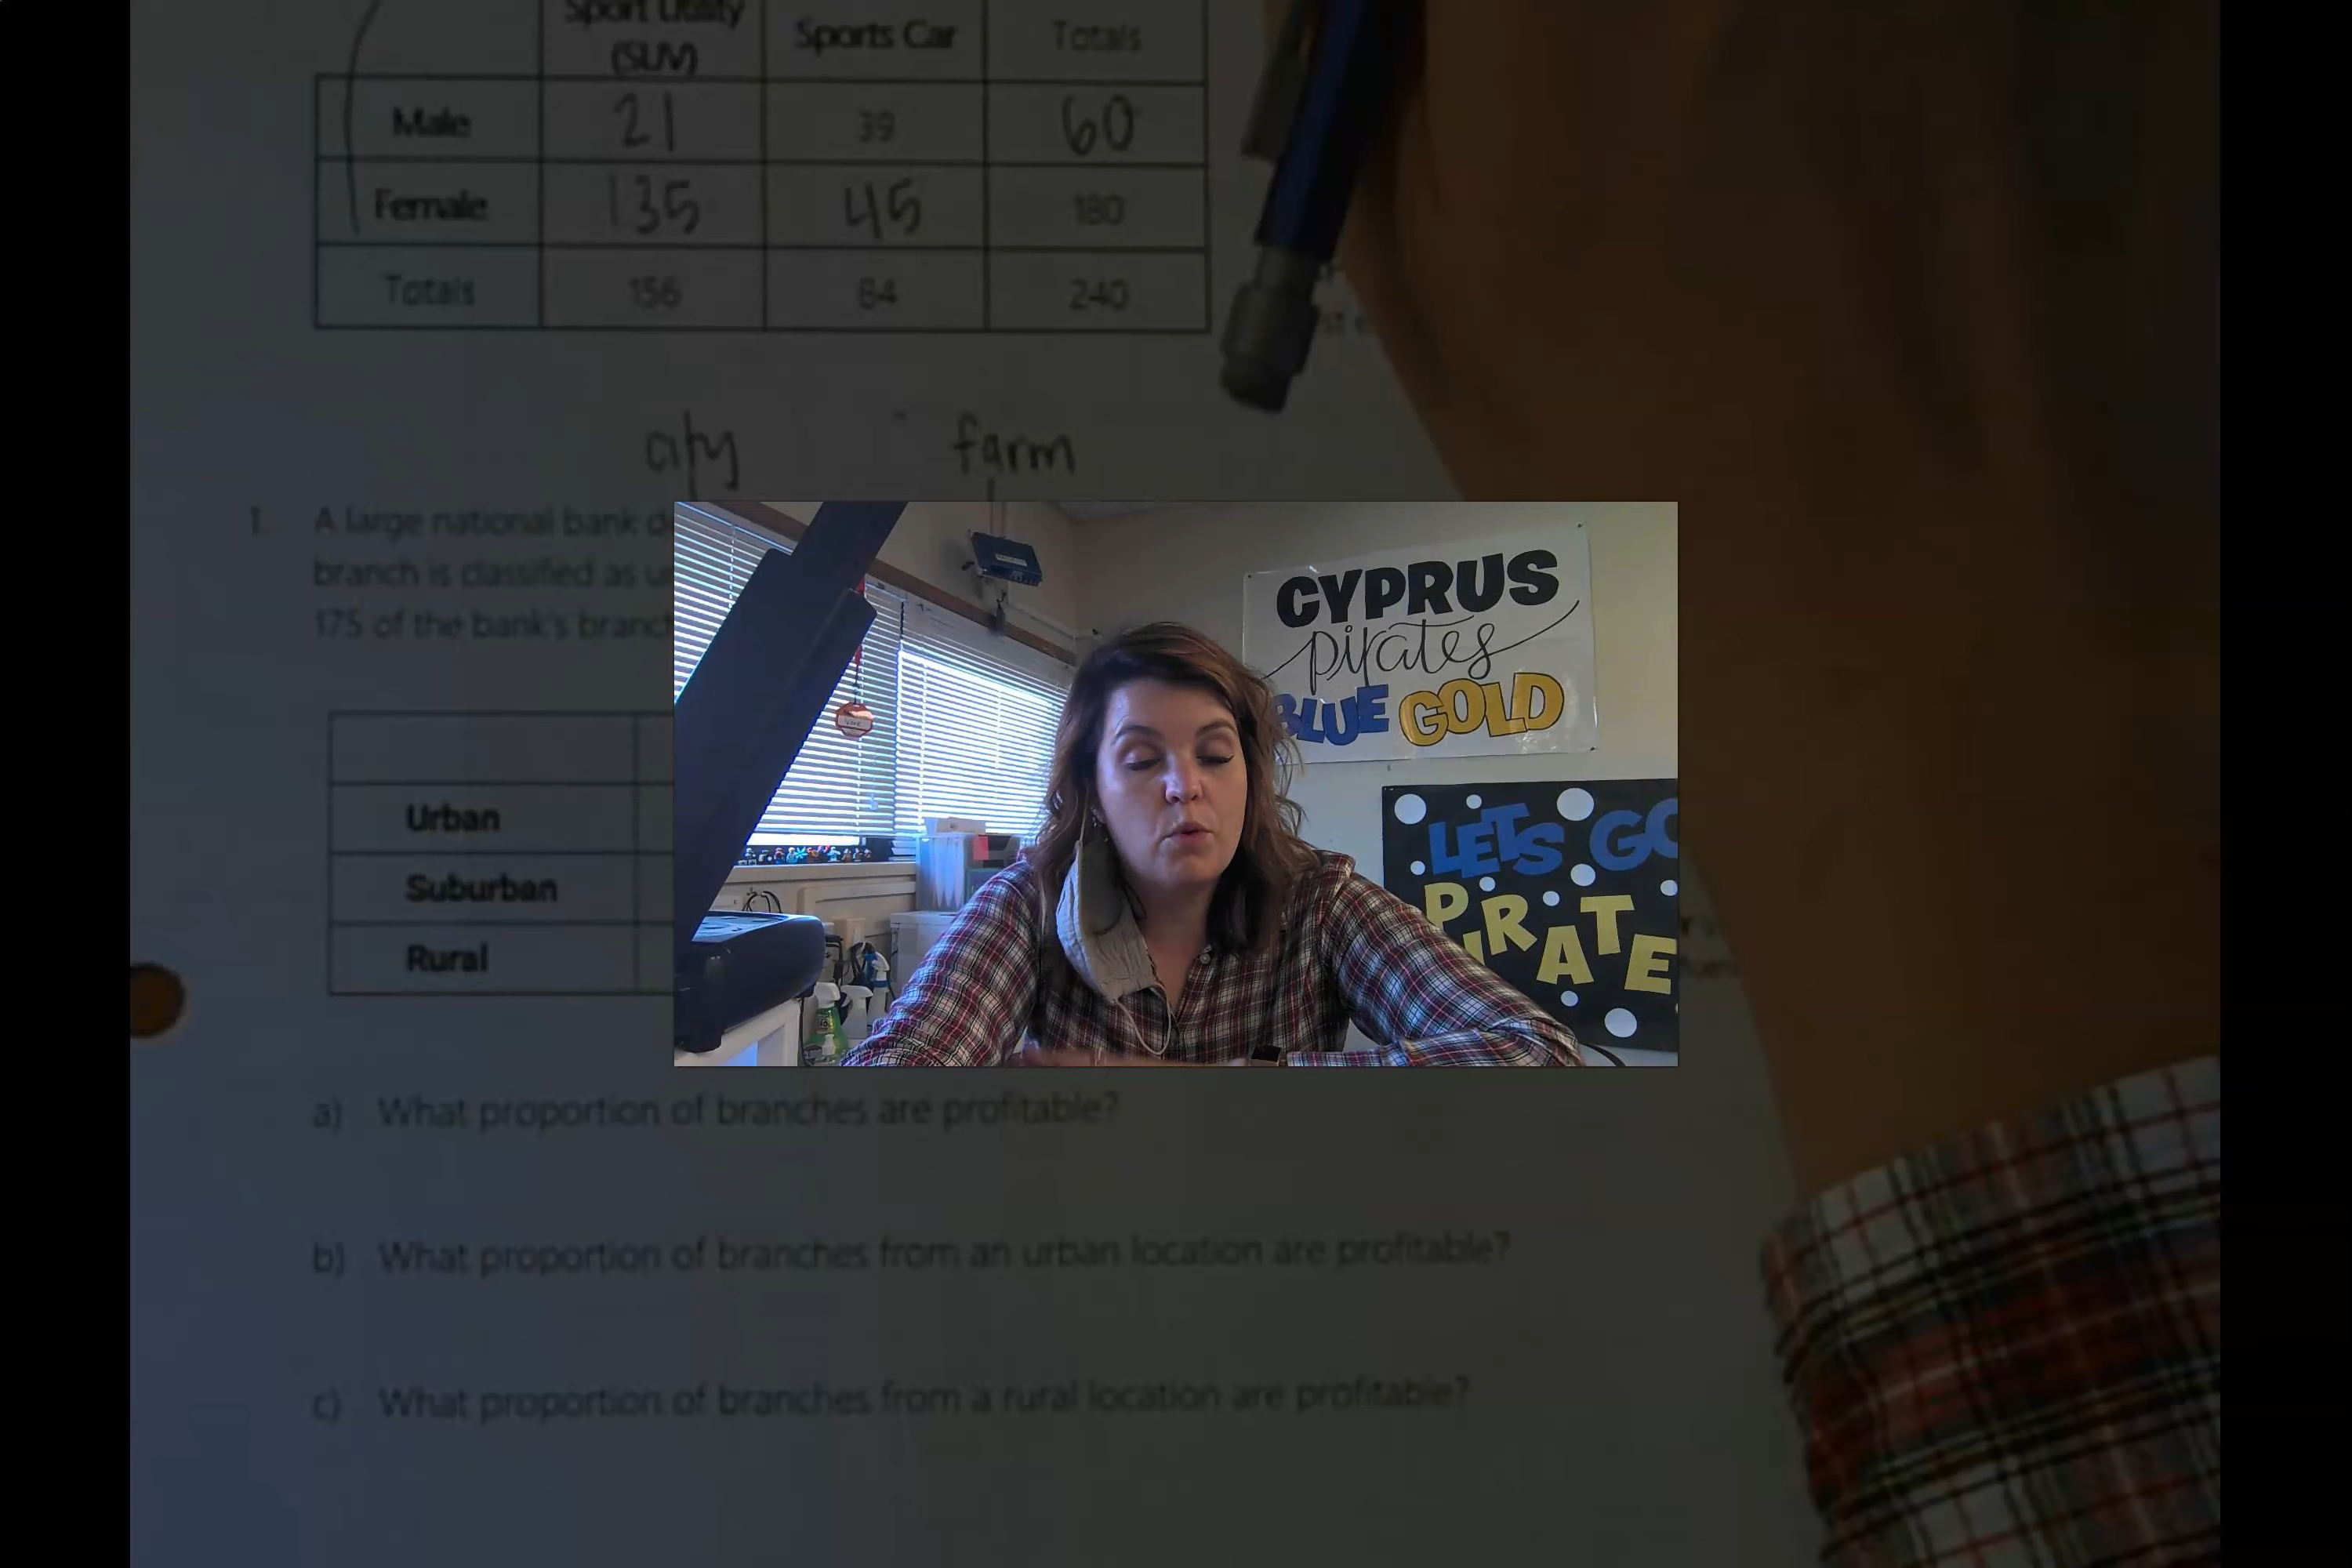 Sport Utility
(SUV) Sports Car Totals
Male 21 39 60
Female 135 45 180
Totals 156 84 240
city farm
1. A large national bank
branch is classified as
175 of the bank's
Urban
Suburban
Rural
CYPRUS
pirates
BLUE GOLD
LETS GO
PIRATE
a) What proportion of branches are profitable?
b) What proportion of branches from an urban location are profitable?
c) What proportion of branches from a rural location are profitable?